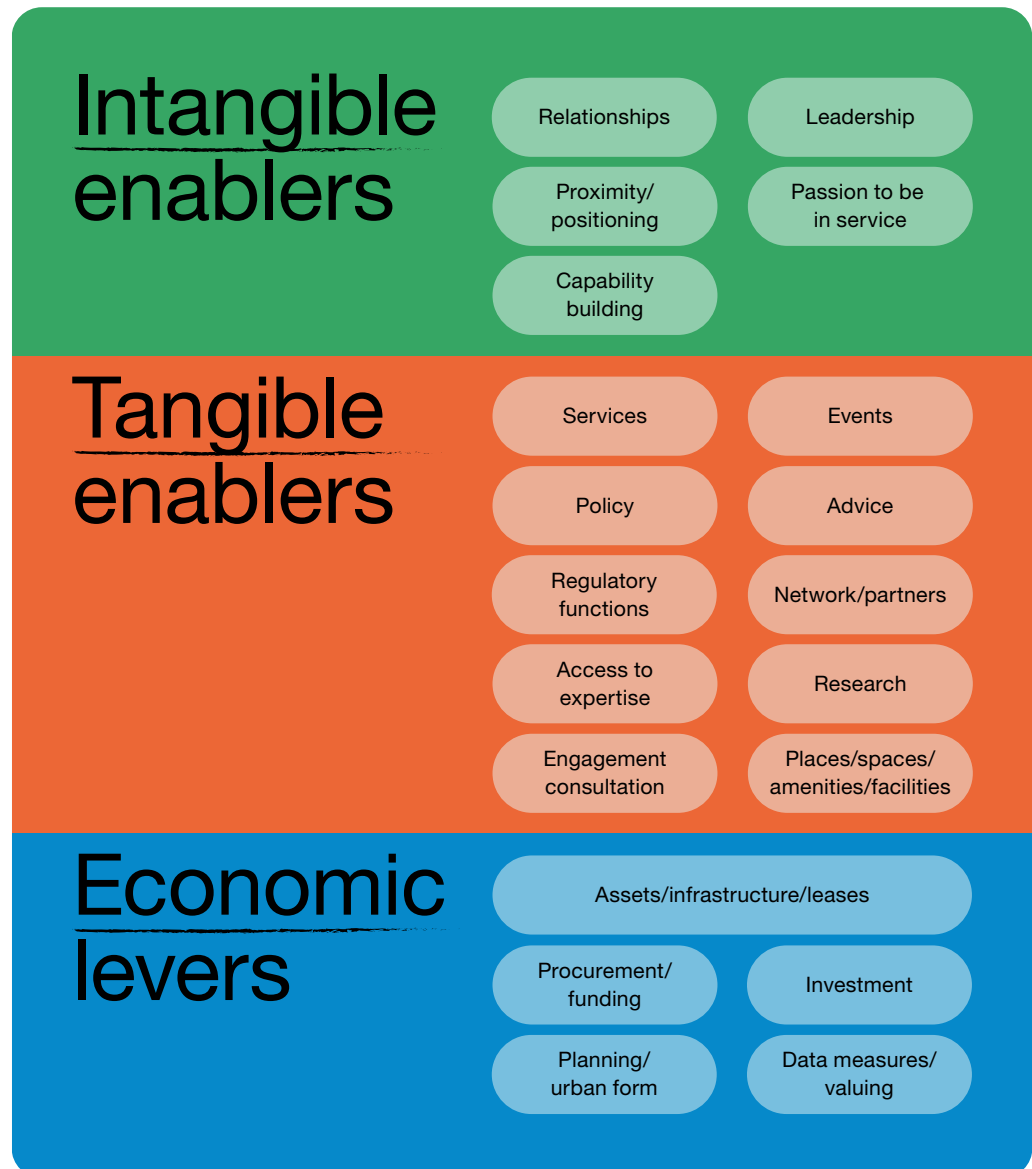 Intangible
enablers
Relationships
Leadership
Proximity/
positioning
Passion to be
in service
Capability
building
Tangible
enablers
Services
Events
Policy
Advice
Regulatory
functions
Network/partners
Access to
expertise
Research
Engagement
consultation
Places/spaces/
amenities/facilities
Economic
levers
Assets/infrastructure/leases
Procurement/
funding
Investment
Planning/
urban form
Data measures/
valuing